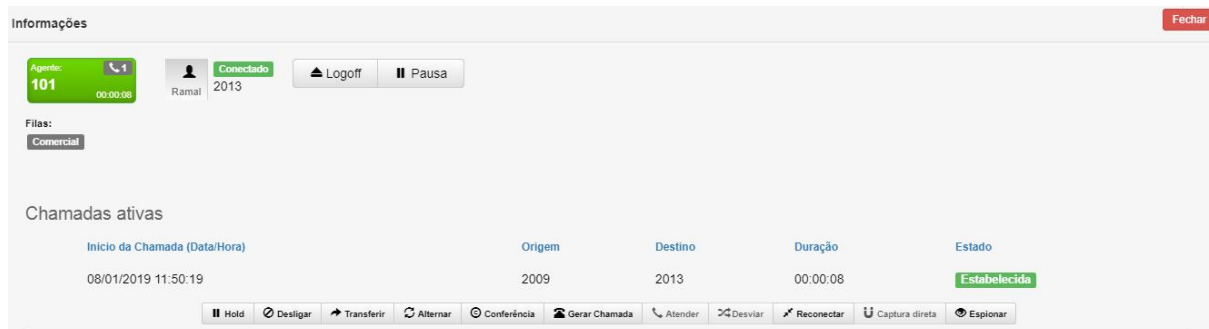 Informações
Fechar
Agente: 1
101
00:00:08
Ramal
Conectado
2013
Logoff
Pausa
Filas:
Comercial
Chamadas ativas
Inicio da Chamada (Data/Hora) Origem Destino Duração Estado
08/01/2019 11:50:19 2009 2013 00:00:08 Estabelecida
Hold Desligar Transferir Alternar Conferência Gerar Chamada Atender Desviar Reconectar Captura direta Espionar